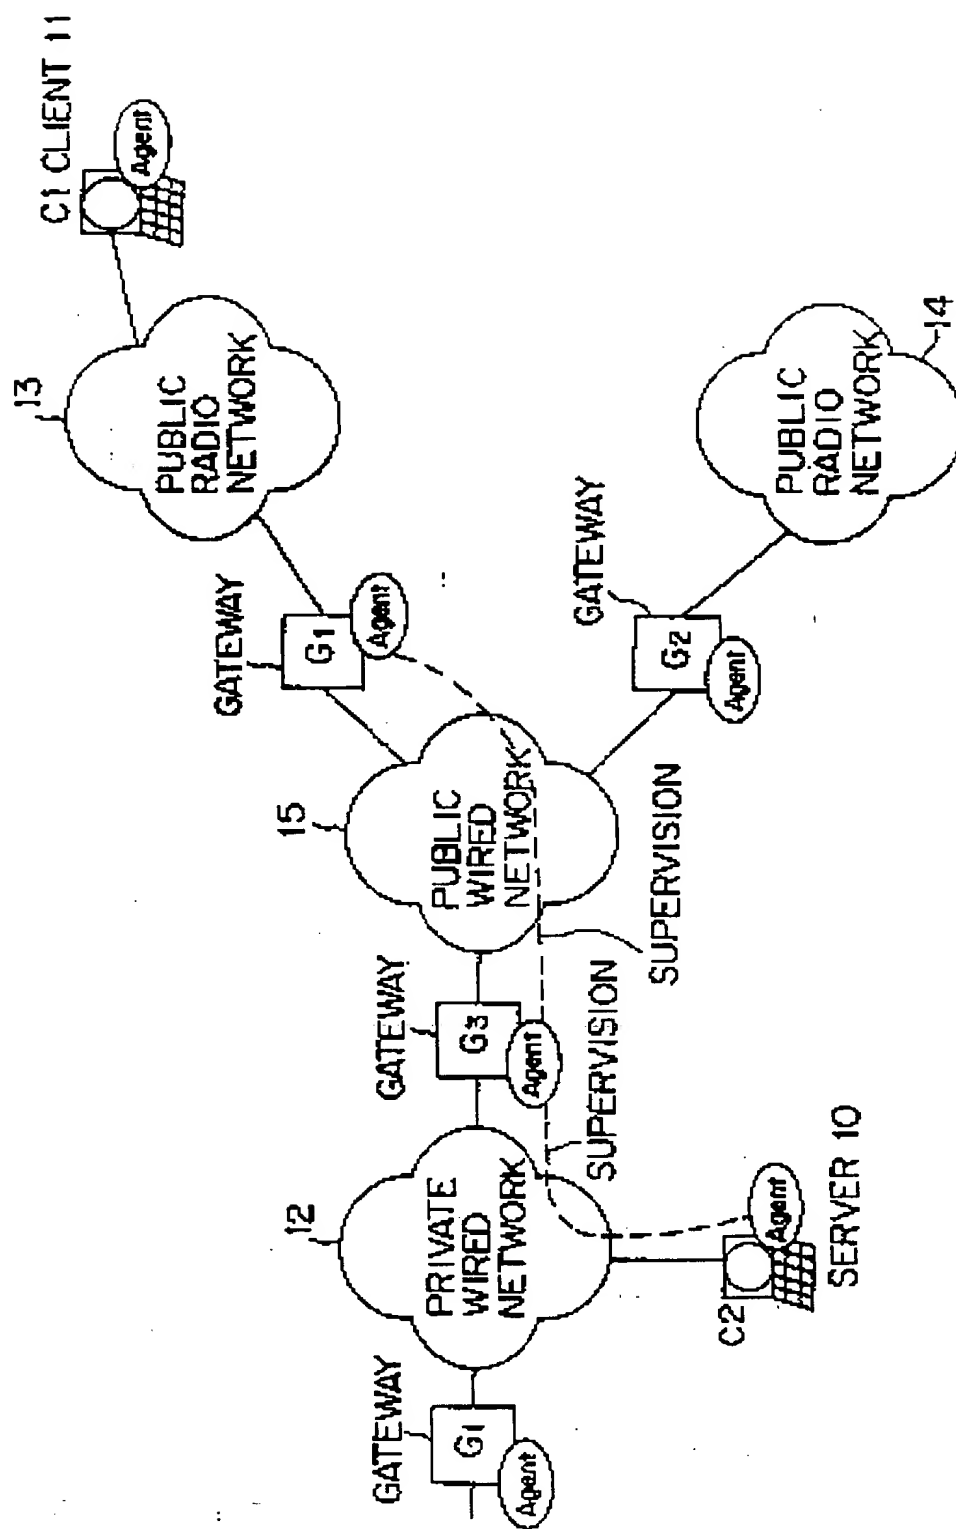 C1 CLIENT 11
Agent
13
PUBLIC
RADIO
NETWORK
GATEWAY
G1
Agent
15
PUBLIC
WIRED
NETWORK
GATEWAY
G2
Agent
PUBLIC
RADIO
NETWORK
14
GATEWAY
G3
Agent
SUPERVISION
SUPERVISION
12
PRIVATE
WIRED
NETWORK
GATEWAY
G1
Agent
C2
Agent
SERVER 10